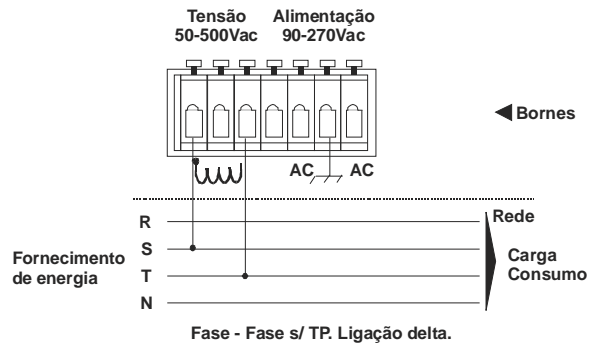 Tensão
50-500Vac
Alimentação
90-270Vac
Bornes
AC
AC
R
S
T
N
Rede
Fornecimento
de energia
Carga
Consumo
Fase - Fase s/ TP. Ligação delta.